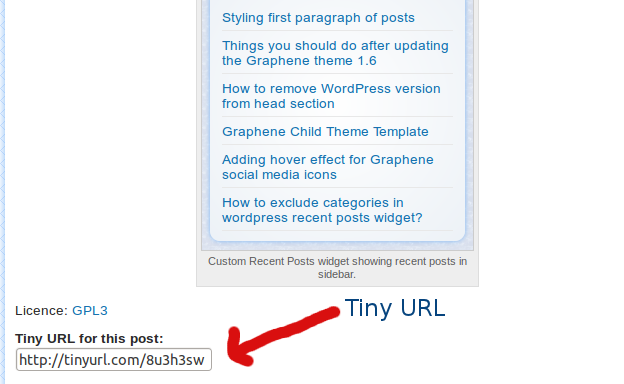 Styling first paragraph of posts
Things you should do after updating
the Graphene theme 1.6
How to remove WordPress version
from head section
Graphene Child Theme Template
Adding hover effect for Graphene
social media icons
How to exclude categories in
wordpress recent posts widget?
Custom Recent Posts widget showing recent posts in
sidebar.
Licence: GPL3
Tiny URL
Tiny URL for this post:
http://tinyurl.com/8u3h3sw